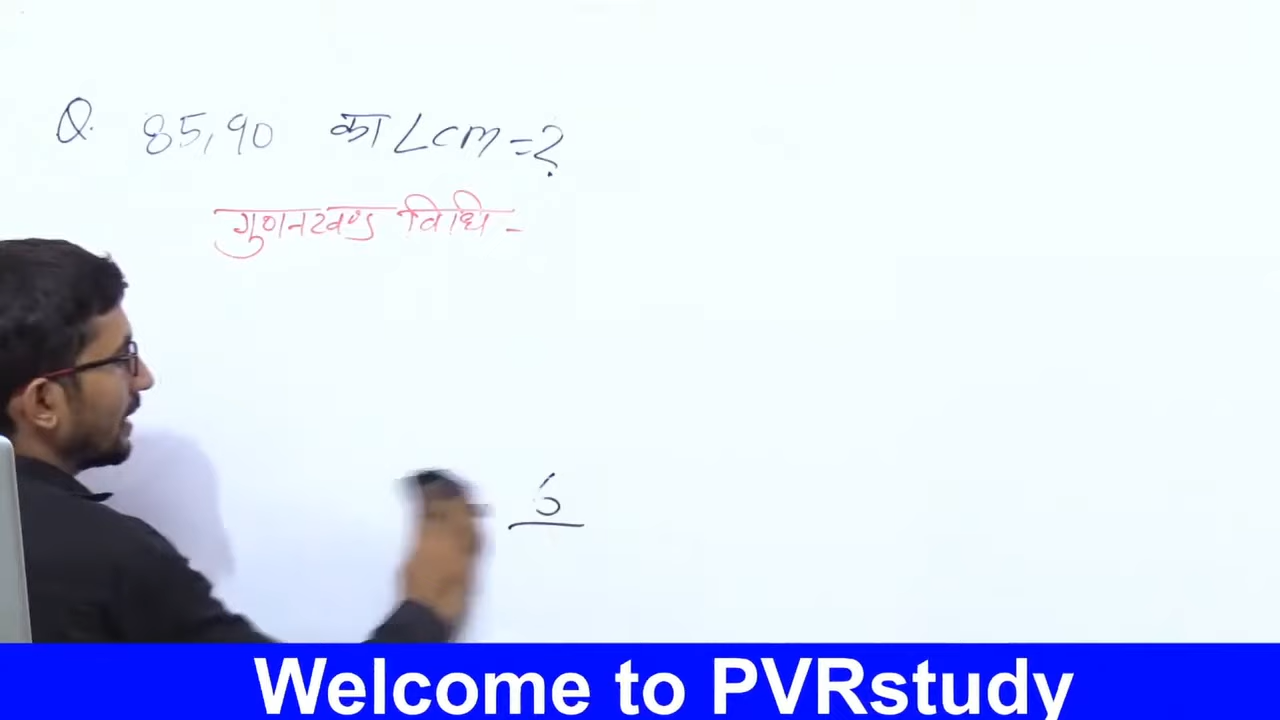 Q. 85,90 का LCM = ?
गुणनखण्ड विधि -
6
Welcome to PVRstudy